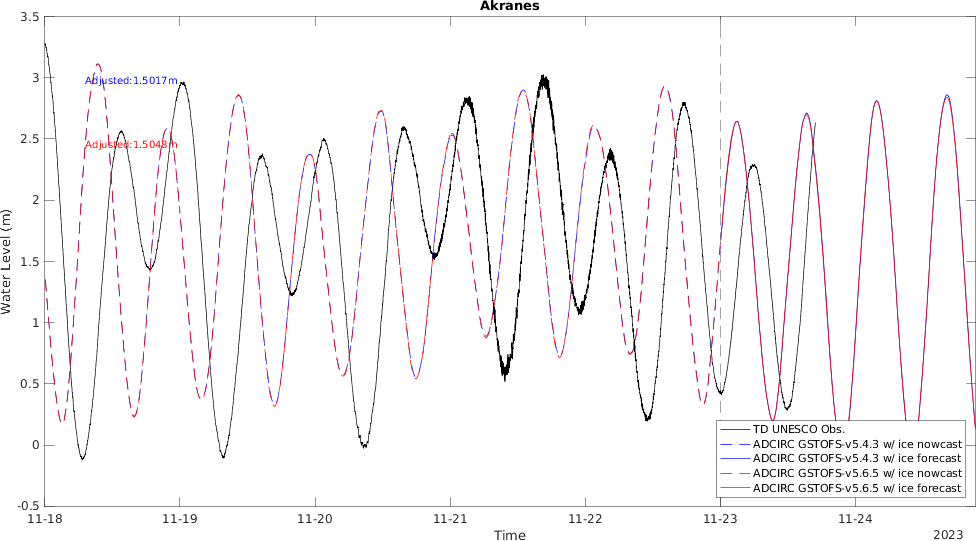 Akranes
3.5
3
2.5
2
1.5
1
0.5
0
-0.5
Water Level (m)
Adjusted:1.5017m
Adjusted:1.5043m
TD UNESCO Obs.
ADCIRC GSTOFS-v5.4.3 w/ ice nowcast
ADCIRC GSTOFS-v5.4.3 w/ ice forecast
ADCIRC GSTOFS-v5.6.5 w/ ice nowcast
ADCIRC GSTOFS-v5.6.5 w/ ice forecast
11-18 11-19 11-20 11-21 11-22 11-23 11-24
Time
2023